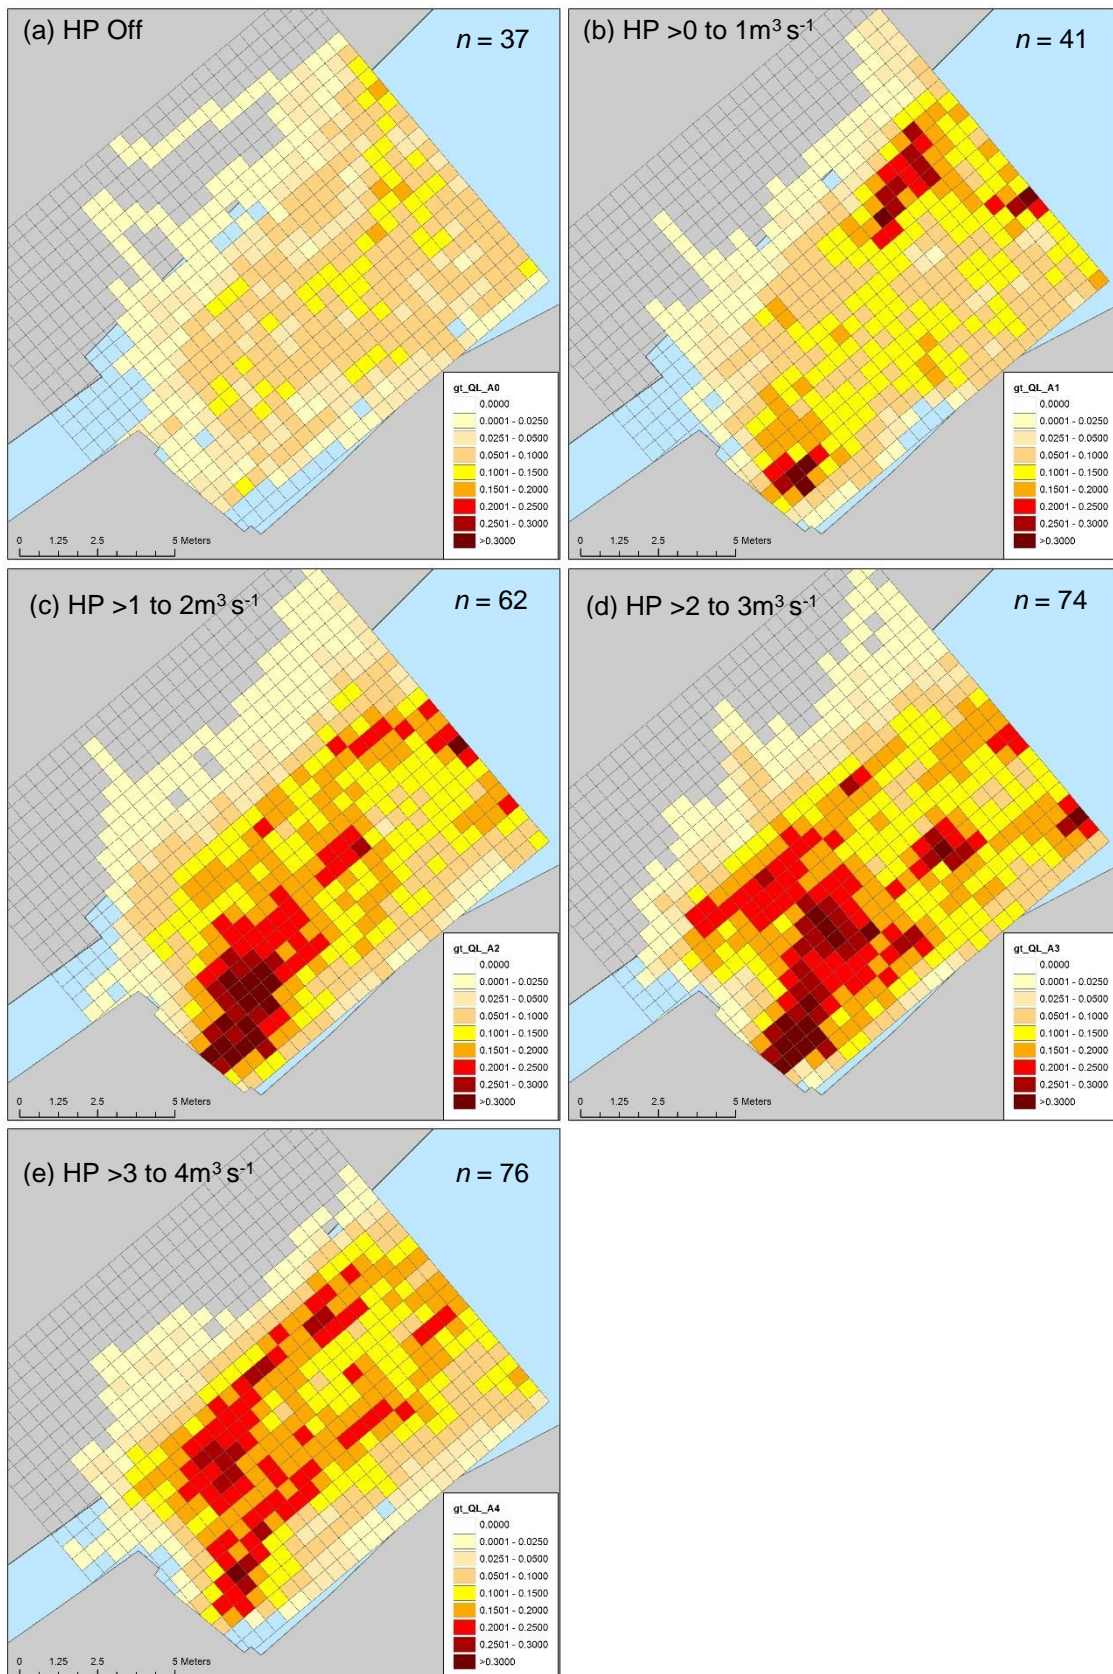 (a) HP Off
n = 37
gt_QL_A0
0.0000
0.0001 - 0.0250
0.0251 - 0.0500
0.0501 - 0.1000
0.1001 - 0.1500
0.1501 - 0.2000
0.2001 - 0.2500
0.2501 - 0.3000
>0.3000
0 1.25 2.5 5 Meters
(b) HP >0 to 1m³ s⁻¹
n = 41
gt_QL_A1
0.0000
0.0001 - 0.0250
0.0251 - 0.0500
0.0501 - 0.1000
0.1001 - 0.1500
0.1501 - 0.2000
0.2001 - 0.2500
0.2501 - 0.3000
>0.3000
0 1.25 2.5 5 Meters
(c) HP >1 to 2m³ s⁻¹
n = 62
gt_QL_A2
0.0000
0.0001 - 0.0250
0.0251 - 0.0500
0.0501 - 0.1000
0.1001 - 0.1500
0.1501 - 0.2000
0.2001 - 0.2500
0.2501 - 0.3000
>0.3000
0 1.25 2.5 5 Meters
(d) HP >2 to 3m³ s⁻¹
n = 74
gt_QL_A3
0.0000
0.0001 - 0.0250
0.0251 - 0.0500
0.0501 - 0.1000
0.1001 - 0.1500
0.1501 - 0.2000
0.2001 - 0.2500
0.2501 - 0.3000
>0.3000
0 1.25 2.5 5 Meters
(e) HP >3 to 4m³ s⁻¹
n = 76
gt_QL_A4
0.0000
0.0001 - 0.0250
0.0251 - 0.0500
0.0501 - 0.1000
0.1001 - 0.1500
0.1501 - 0.2000
0.2001 - 0.2500
0.2501 - 0.3000
>0.3000
0 1.25 2.5 5 Meters